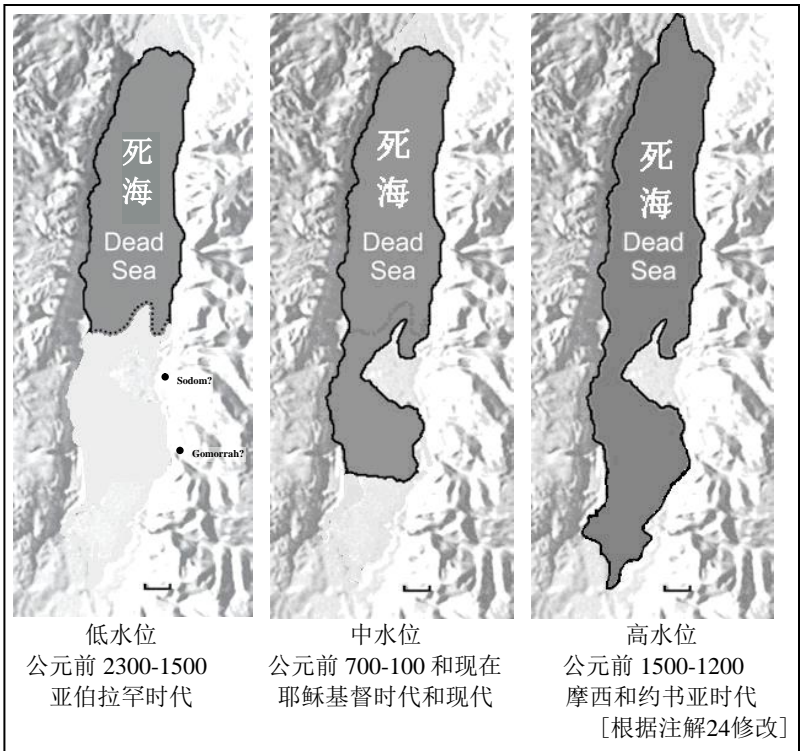 死
海
Dead
Sea
Sodom?
Gomorrah?
低水位
公元前 2300-1500
亚伯拉罕时代
死
海
Dead
Sea
中水位
公元前 700-100 和现在
耶稣基督时代和现代
死
海
Dead
Sea
高水位
公元前 1500-1200
摩西和约书亚时代
[根据注解24修改]